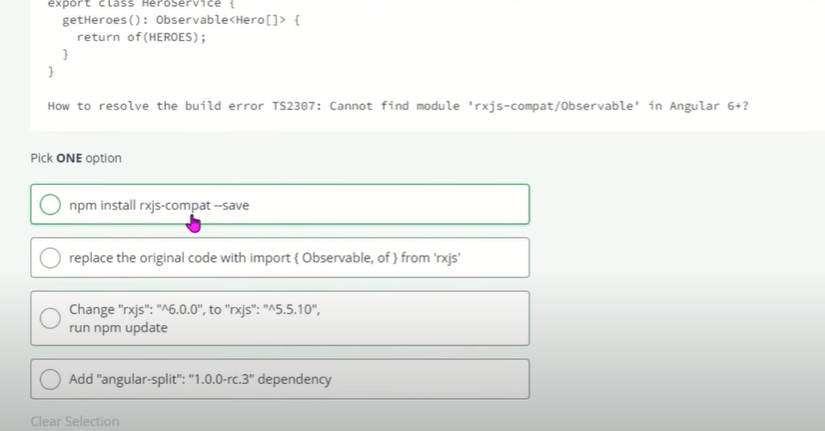 export class HeroService {
getHeroes(): Observable<Hero[]> {
return of(HEROES);
}
}
How to resolve the build error TS2307: Cannot find module 'rxjs-compat/Observable' in Angular 6+?
Pick ONE option
npm install rxjs-compat --save
replace the original code with import { Observable, of } from 'rxjs'
Change "rxjs": "^6.0.0", to "rxjs": "^5.5.10",
run npm update
Add "angular-split": "1.0.0-rc.3" dependency
Clear Selection